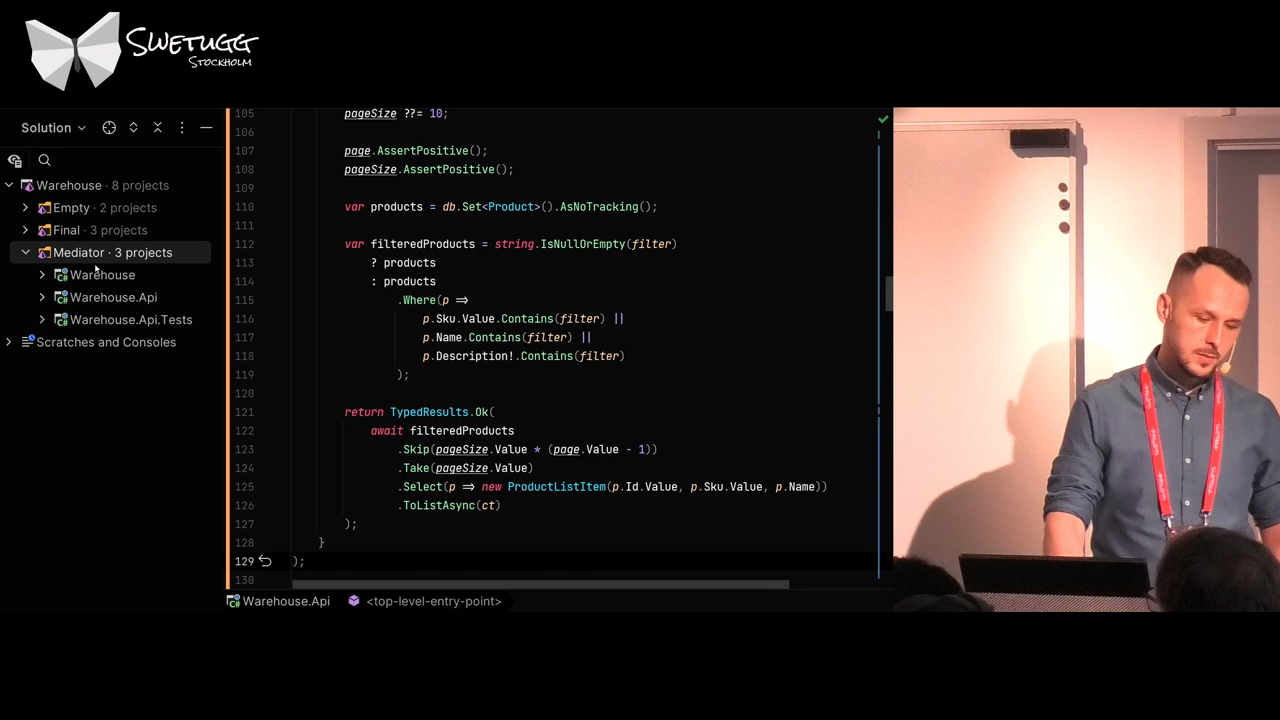 SWETUGG
STOCKHOLM
Solution
Warehouse · 8 projects
Empty · 2 projects
Final · 3 projects
Mediator · 3 projects
Warehouse
Warehouse.Api
Warehouse.Api.Tests
Scratches and Consoles
105 pageSize ??= 10;
106
107 page.AssertPositive();
108 pageSize.AssertPositive();
109
110 var products = db.Set<Product>().AsNoTracking();
111
112 var filteredProducts = string.IsNullOrEmpty(filter)
113 ? products
114 : products
115 .Where(p =>
116 p.Sku.Value.Contains(filter) ||
117 p.Name.Contains(filter) ||
118 p.Description!.Contains(filter)
119 );
120
121 return TypedResults.Ok(
122 await filteredProducts
123 .Skip(pageSize.Value * (page.Value - 1))
124 .Take(pageSize.Value)
125 .Select(p => new ProductListItem(p.Id.Value, p.Sku.Value, p.Name))
126 .ToListAsync(ct)
127 );
128 }
129 );
130
Warehouse.Api <top-level-entry-point>